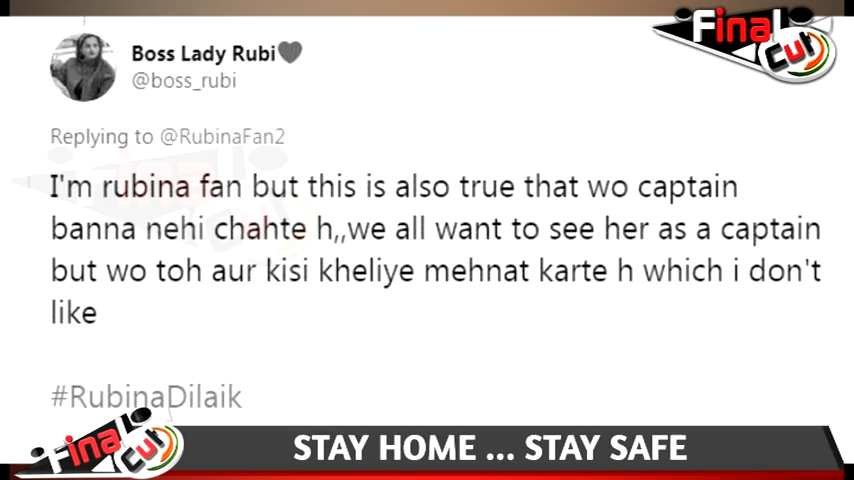 Final
Cut
Boss Lady Rubi🖤
@boss_rubi
Replying to @RubinaFan2
I'm rubina fan but this is also true that wo captain
banna nehi chahte h,,we all want to see her as a captain
but wo toh aur kisi kheliye mehnat karte h which i don't
like
#RubinaDilaik
Final
Cut
STAY HOME ... STAY SAFE